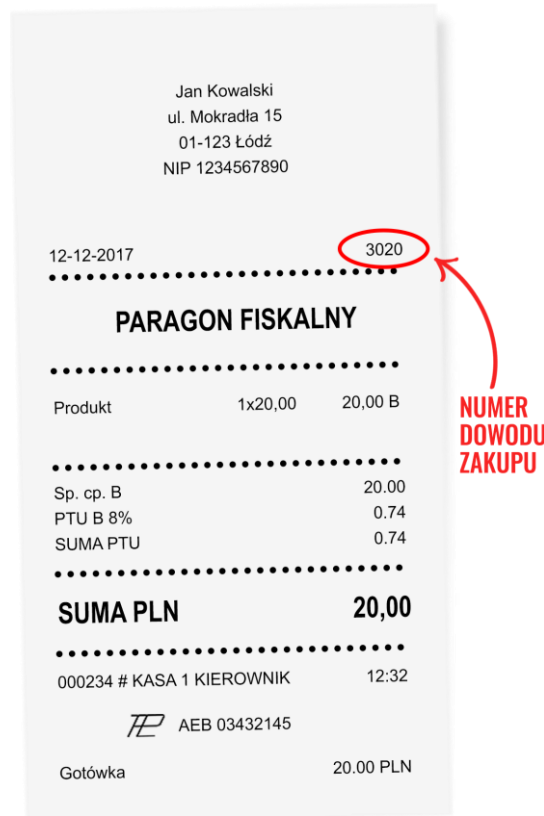 Jan Kowalski
ul. Mokradła 15
01-123 Łódź
NIP 1234567890
12-12-2017 3020
PARAGON FISKALNY
Produkt 1x20,00 20,00 B
Sp. cp. B 20.00
PTU B 8% 0.74
SUMA PTU 0.74
SUMA PLN 20,00
000234 # KASA 1 KIEROWNIK 12:32
AEB 03432145
Gotówka 20.00 PLN
NUMER
DOWODU
ZAKUPU